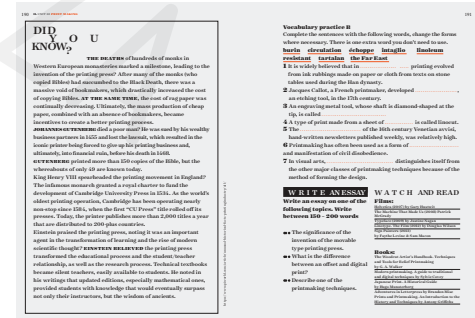 DID
Y O U
KNOW?
THE DEATHS of hundreds of monks in
Western European monasteries marked a milestone, leading to the
invention of the printing press? After many of the monks (who
copied Bibles) had succumbed to the Black Death, there was a
massive void of bookmakers, which drastically increased the cost
of copying Bibles. AT THE SAME TIME, the cost of rag paper was
continually decreasing. Ultimately, the mass production of cheap
paper, combined with an absence of bookmakers, became
incentives to create a better printing process.
JOHANNES GUTENBERG died a poor man? He was sued by his wealthy
business partners in 1455 and lost the lawsuit, which resulted in the
iconic printer being forced to give up his printing business and,
ultimately, into financial ruin, before his death in 1468.
GUTENBERG printed more than 150 copies of the Bible, but the
whereabouts of only 49 are known today.
King Henry VIII spearheaded the printing movement in England?
The infamous monarch granted a royal charter to fund the
development of Cambridge University Press in 1534. As the world's
oldest printing operation, Cambridge has been operating nearly
non-stop since 1584, when the first "CU Press" title rolled off its
presses. Today, the printer publishes more than 2,000 titles a year
that are distributed to 200-plus countries.
Einstein praised the printing press, noting it was an important
agent in the transformation of learning and the rise of modern
scientific thought? EINSTEIN BELIEVED the printing press
transformed the educational process and the student/teacher
relationship, as well as the research process. Technical textbooks
became silent teachers, easily available to students. He noted in
his writings that updated editions, especially mathematical ones,
provided students with knowledge that would eventually surpass
not only their instructors, but the wisdom of ancients.
191
Vocabulary practice B
Complete the sentences with the following words, change the forms
where necessary. There is one extra word you don't need to use.
burin circulation échoppe intaglio linoleum
resistant tartan the Far East
1 It is widely believed that in printing evolved
from ink rubbings made on paper or cloth from texts on stone
tables used during the Han dynasty.
2 Jacques Callot, a French printmaker, developed ,
an etching tool, in the 17th century.
3 An engraving metal tool, whose shaft is diamond-shaped at the
tip, is called
4 A type of print made from a sheet of is called linocut.
5 The of the 16th century Venetian avvisi,
hand-written newsletters published weekly, was relatively high.
6 Printmaking has often been used as a form of
and manifestation of civil disobedience.
7 In visual arts, distinguishes itself from
the other major classes of printmaking techniques because of the
method of forming the design.
WRITE AN ESSAY
Write an essay on one of the
following topics. Write
between 150 - 200 words
The significance of the
invention of the movable
type printing press.
What is the difference
between an offset and digital
print?
Describe one of the
printmaking techniques.
WATCH AND READ
Films:
Books: